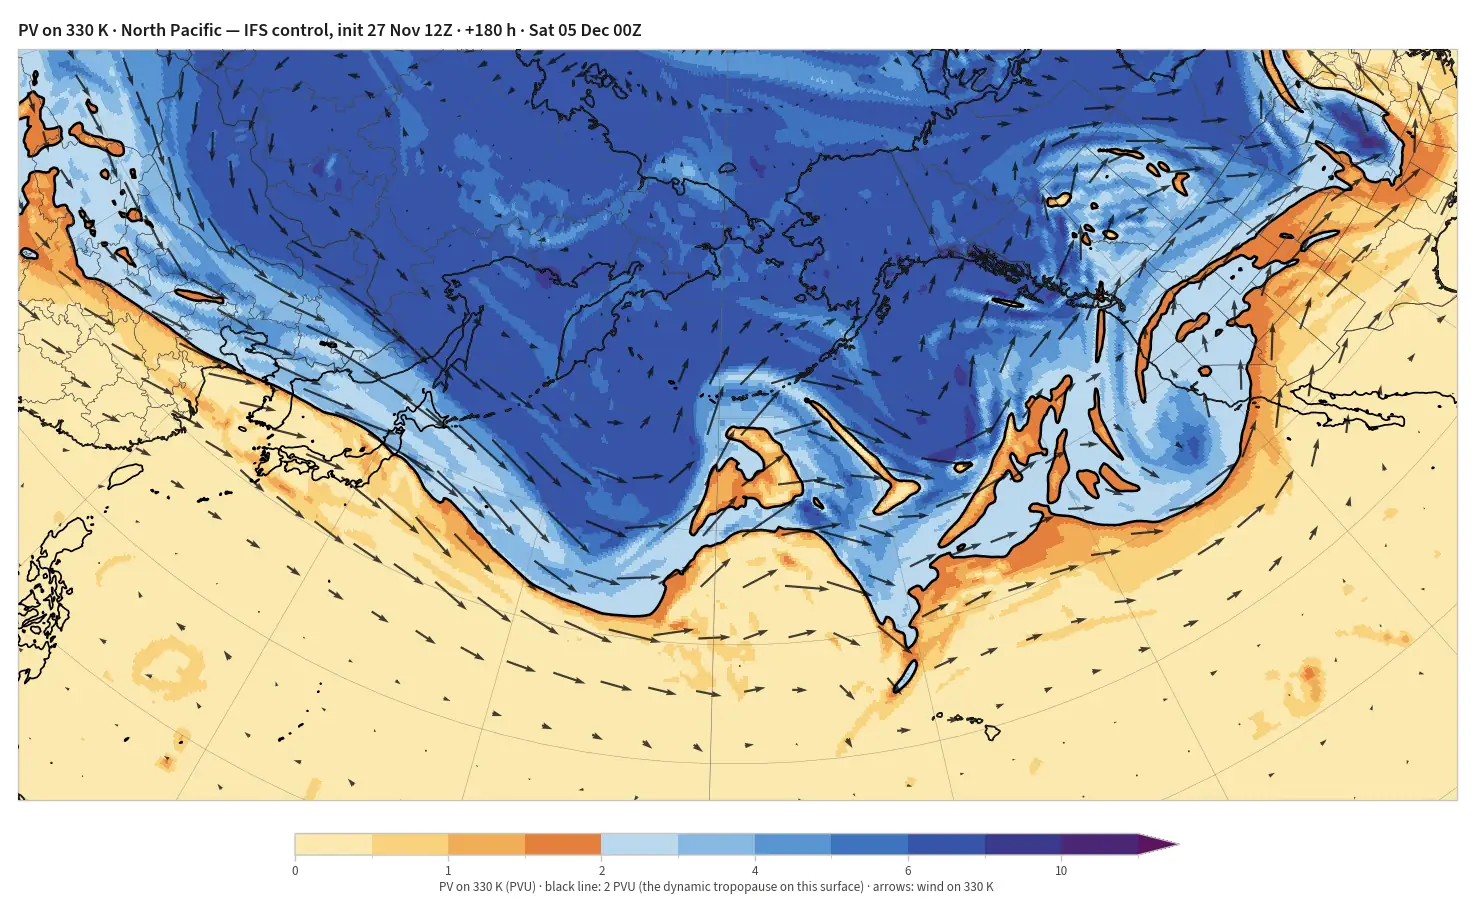 PV on 330 K · North Pacific — IFS control, init 27 Nov 12Z · +180 h · Sat 05 Dec 00Z
0 1 2 4 6 10
PV on 330 K (PVU) · black line: 2 PVU (the dynamic tropopause on this surface) · arrows: wind on 330 K